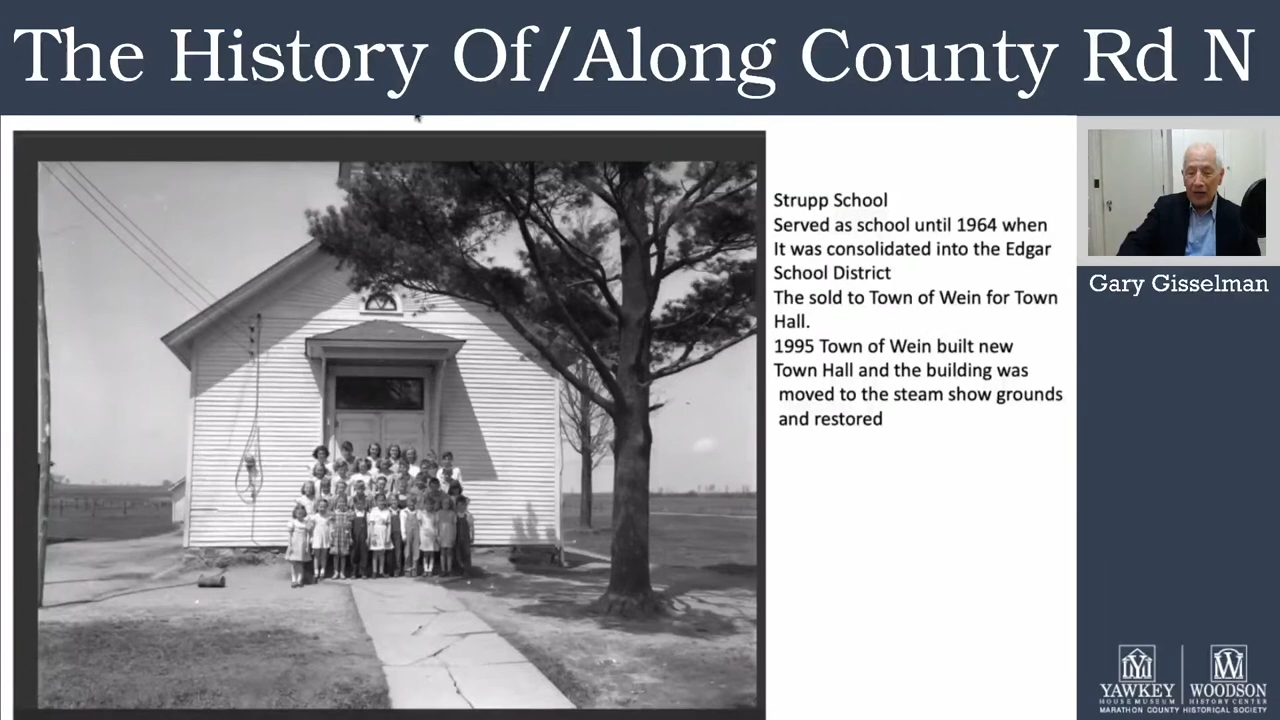 The History Of/Along County Rd N
Strupp School
Served as school until 1964 when
It was consolidated into the Edgar
School District
The sold to Town of Wein for Town
Hall.
1995 Town of Wein built new
Town Hall and the building was
moved to the steam show grounds
and restored
Gary Gisselman
YAWKEY
HOUSE MUSEUM
WOODSON
HISTORY CENTER
MARATHON COUNTY HISTORICAL SOCIETY